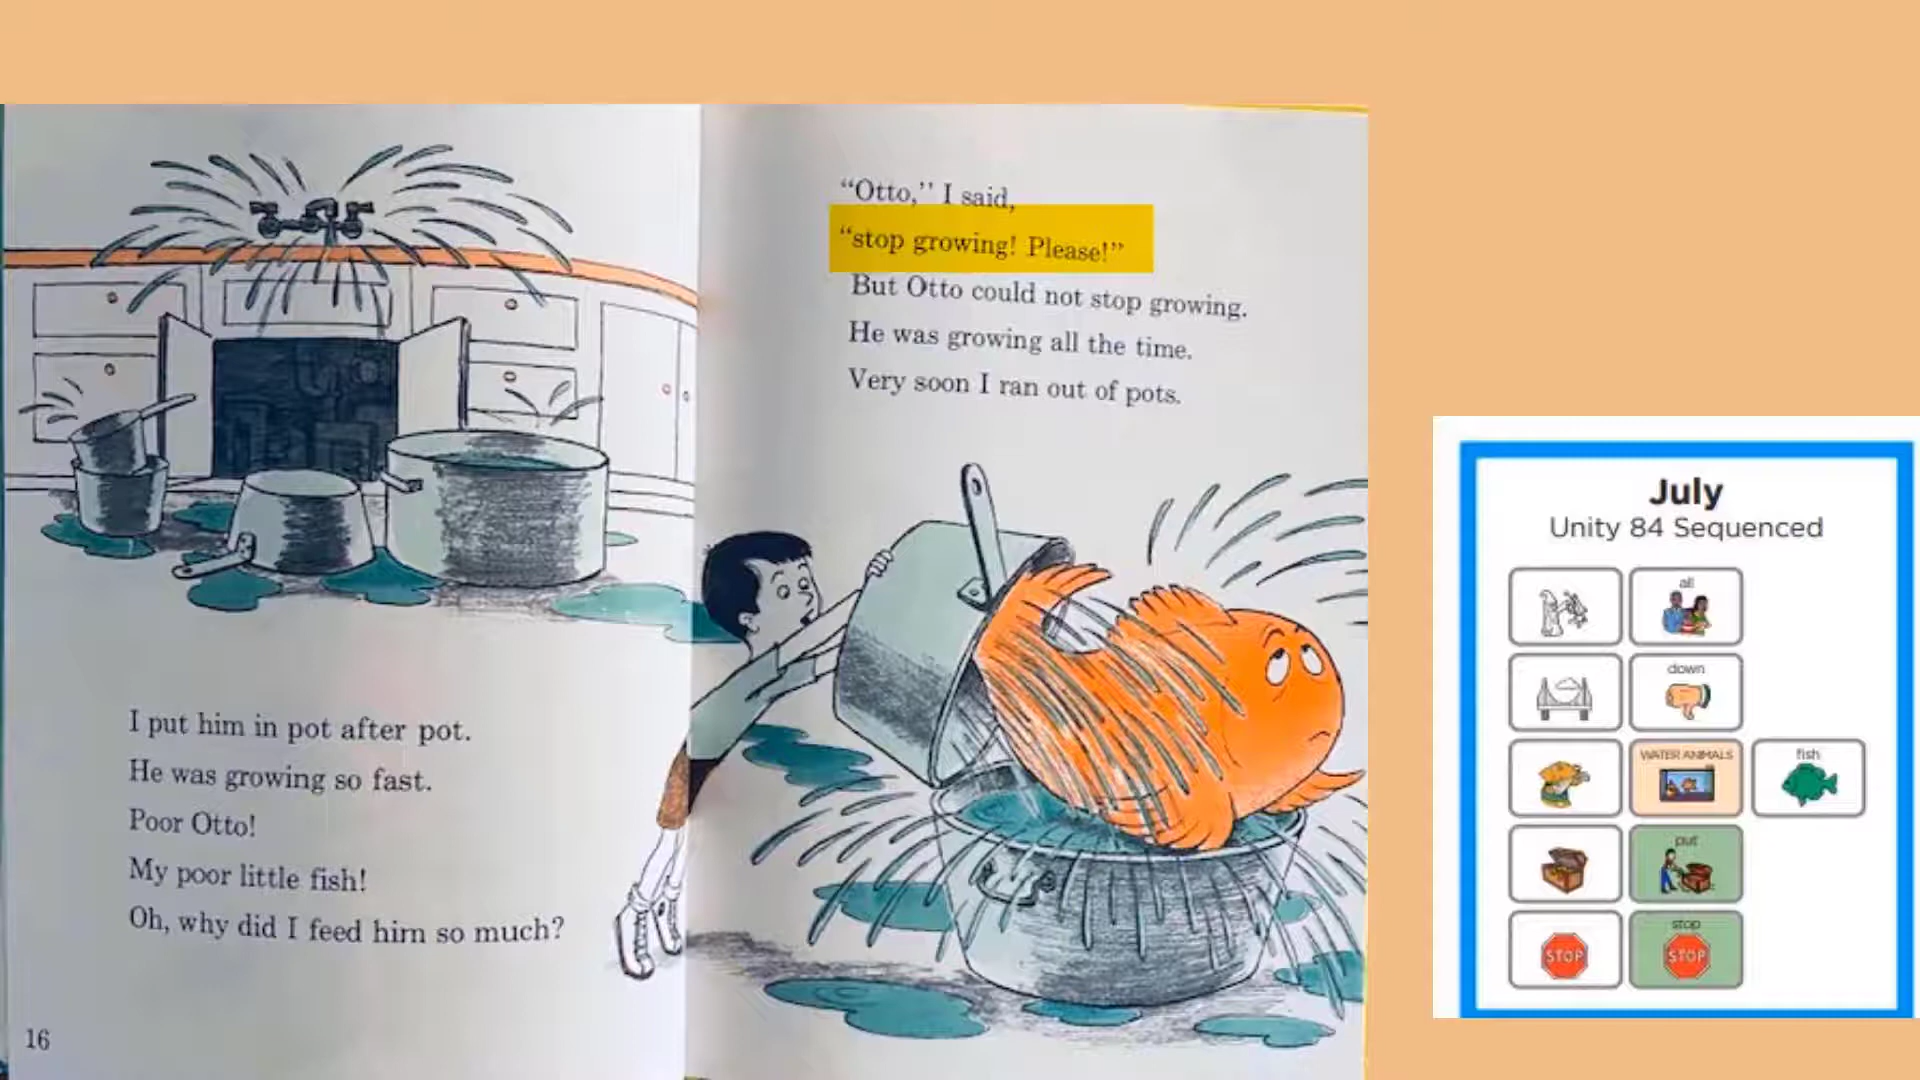 I put him in pot after pot.
He was growing so fast.
Poor Otto!
My poor little fish!
Oh, why did I feed him so much?
16
“Otto,” I said,
“stop growing! Please!”
But Otto could not stop growing.
He was growing all the time.
Very soon I ran out of pots.
July
Unity 84 Sequenced
all
down
WATER ANIMALS
fish
put
stop
STOP
STOP